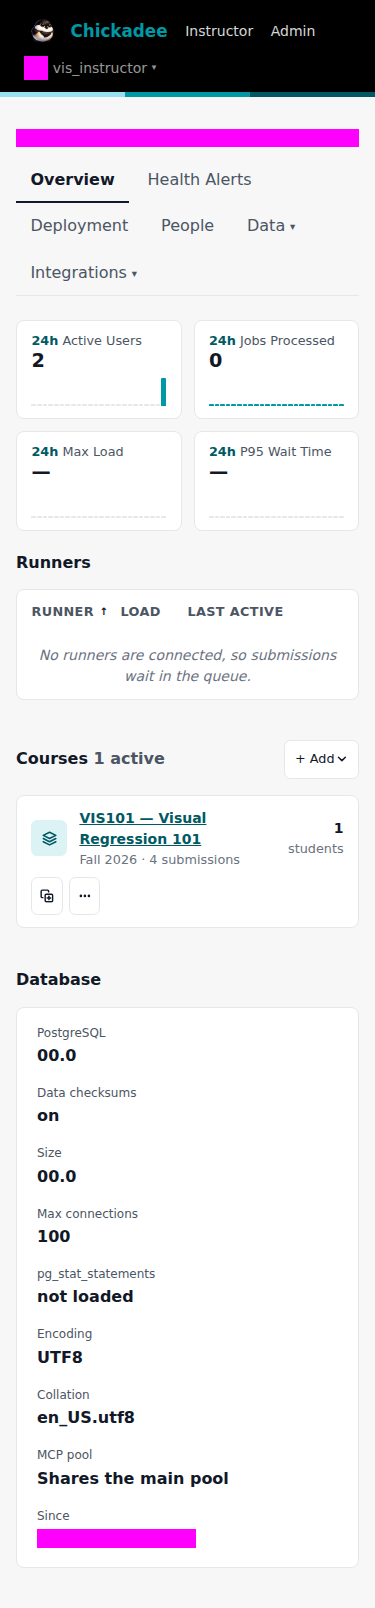 Chickadee Instructor Admin
vis_instructor ▾
Overview Health Alerts
Deployment People Data ▾
Integrations ▾
24h Active Users
2
24h Jobs Processed
0
24h Max Load
—
24h P95 Wait Time
—
Runners
RUNNER ↑ LOAD LAST ACTIVE
No runners are connected, so submissions
wait in the queue.
Courses 1 active
+ Add
VIS101 — Visual
Regression 101
Fall 2026 · 4 submissions
1
students
Database
PostgreSQL
00.0
Data checksums
on
Size
00.0
Max connections
100
pg_stat_statements
not loaded
Encoding
UTF8
Collation
en_US.utf8
MCP pool
Shares the main pool
Since